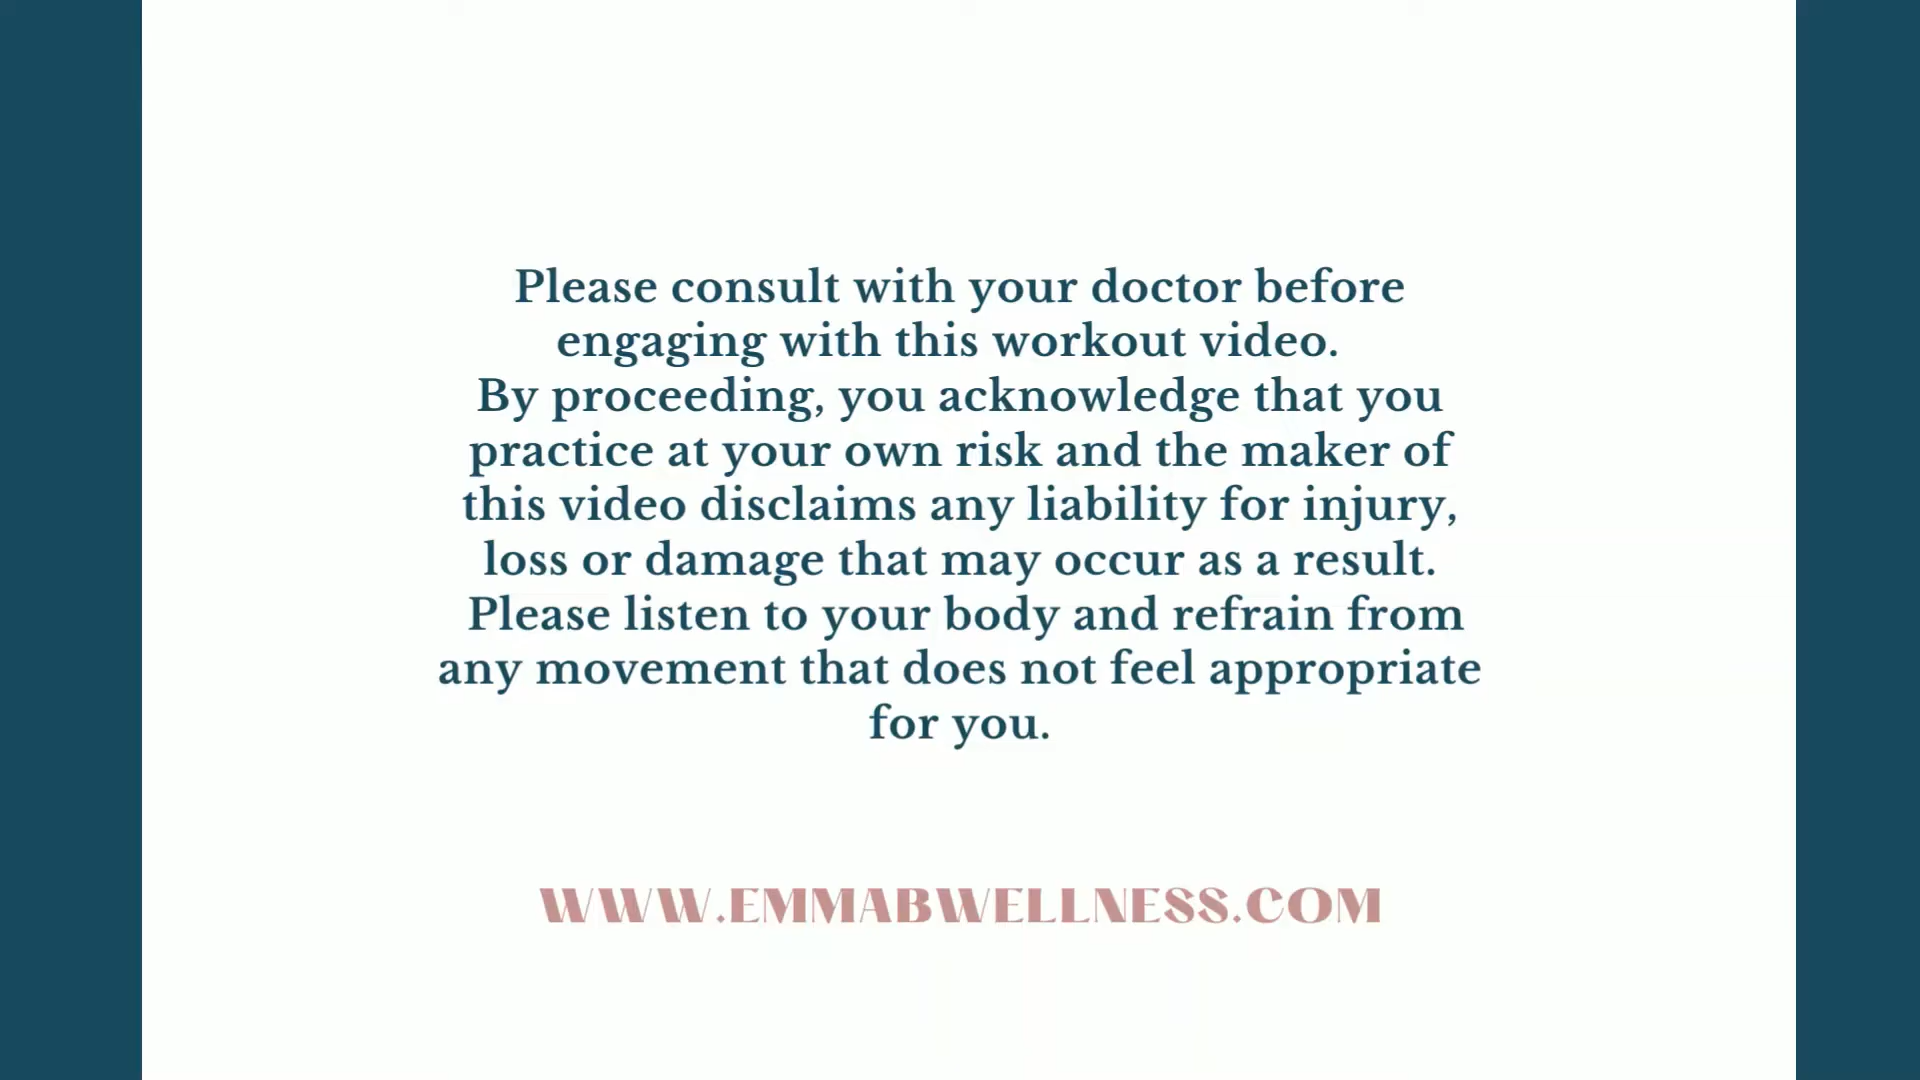 Please consult with your doctor before
engaging with this workout video.
By proceeding, you acknowledge that you
practice at your own risk and the maker of
this video disclaims any liability for injury,
loss or damage that may occur as a result.
Please listen to your body and refrain from
any movement that does not feel appropriate
for you.
WWW.EMMABWELLNESS.COM